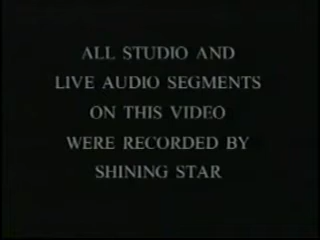 ALL STUDIO AND
LIVE AUDIO SEGMENTS
ON THIS VIDEO
WERE RECORDED BY
SHINING STAR